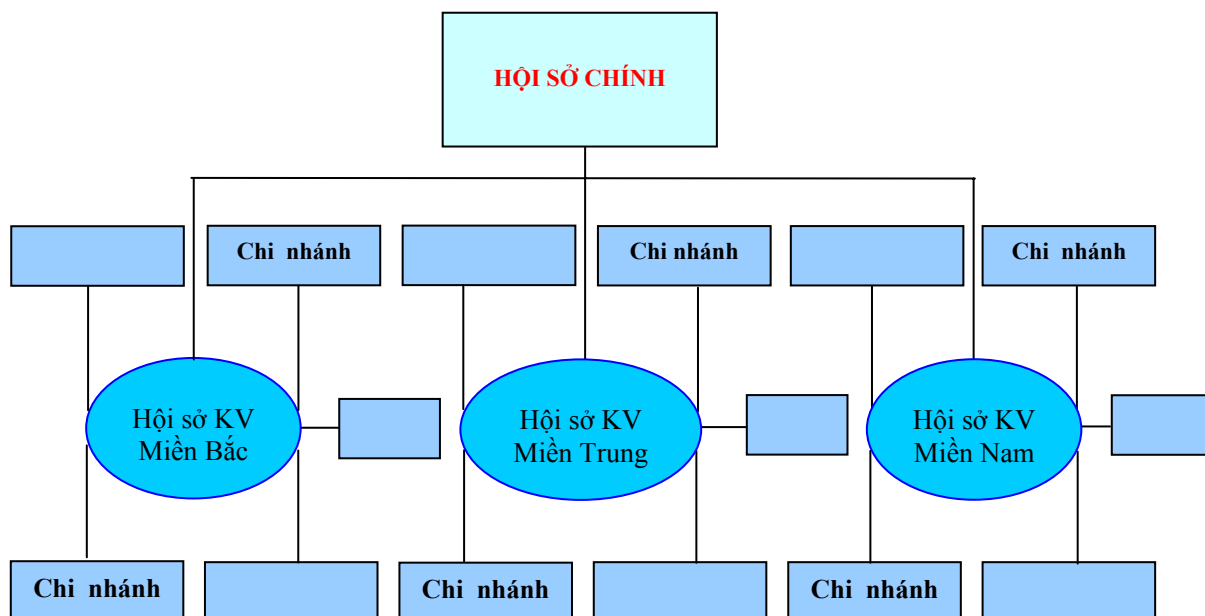 HỘI SỞ CHÍNH
Chi nhánh
Chi nhánh
Chi nhánh
Hội sở KV
Miền Bắc
Hội sở KV
Miền Trung
Hội sở KV
Miền Nam
Chi nhánh
Chi nhánh
Chi nhánh